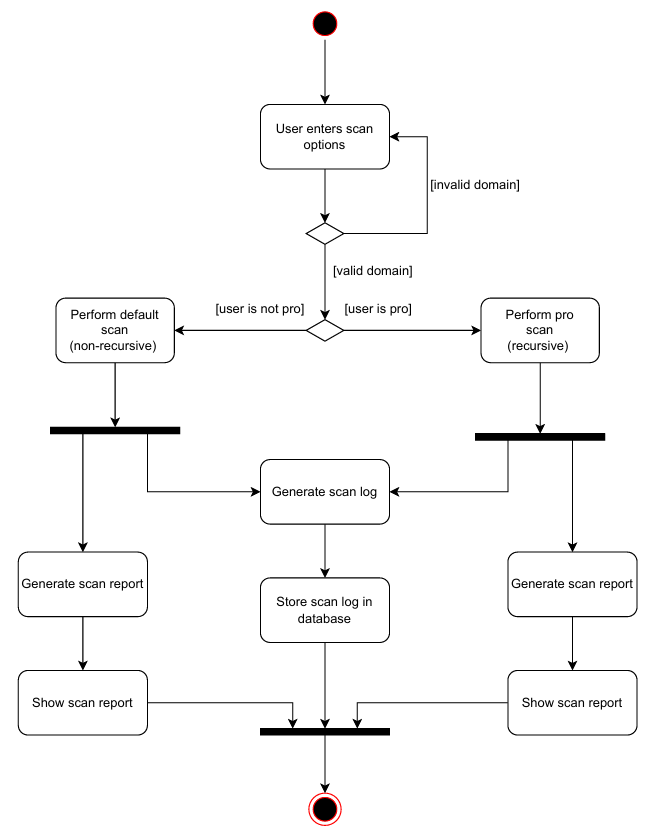 User enters scan
options
[invalid domain]
[valid domain]
[user is not pro]
[user is pro]
Perform default
scan
(non-recursive)
Perform pro
scan
(recursive)
Generate scan log
Generate scan report
Store scan log in
database
Generate scan report
Show scan report
Show scan report